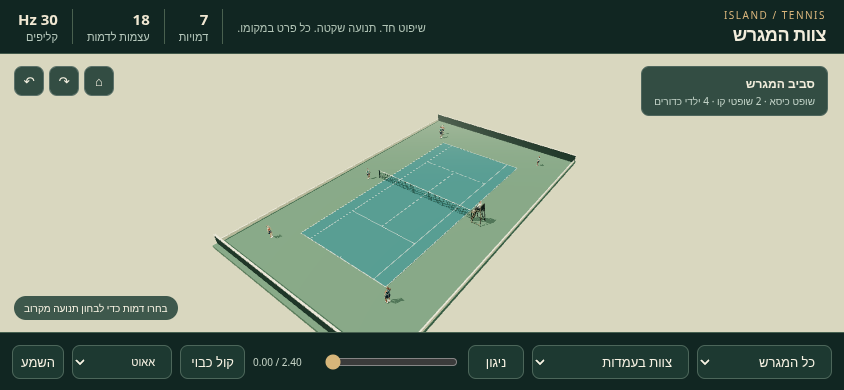 ISLAND / TENNIS
צוות המגרש
שיפוט חד. תנועה שקטה. כל פרט במקומו.
7
דמויות
18
עצמות לדמות
30 Hz
קליפים
סביב המגרש
שופט כיסא · 2 שופטי קו · 4 ילדי כדורים
בחרו דמות כדי לבחון תנועה מקרוב
כל המגרש
צוות בעמדות
ניגון
0.00 / 2.40
קול כבוי
אאוט
השמע